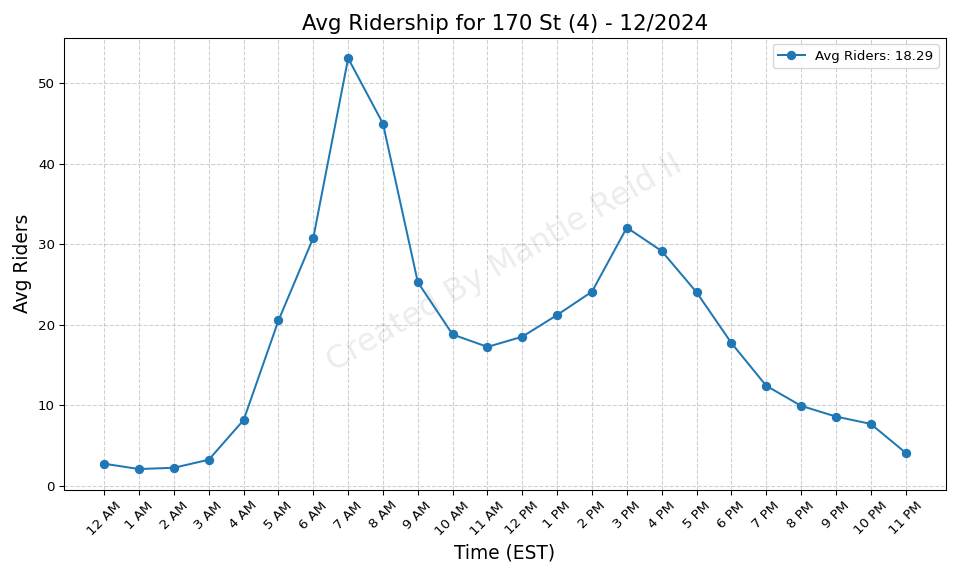 Avg Ridership for 170 St (4) - 12/2024
Avg Riders: 18.29
Avg Riders
50
40
30
20
10
0
Created By Mantle Reid II
12 AM
1 AM
2 AM
3 AM
4 AM
5 AM
6 AM
7 AM
8 AM
9 AM
10 AM
11 AM
12 PM
1 PM
2 PM
3 PM
4 PM
5 PM
6 PM
7 PM
8 PM
9 PM
10 PM
11 PM
Time (EST)